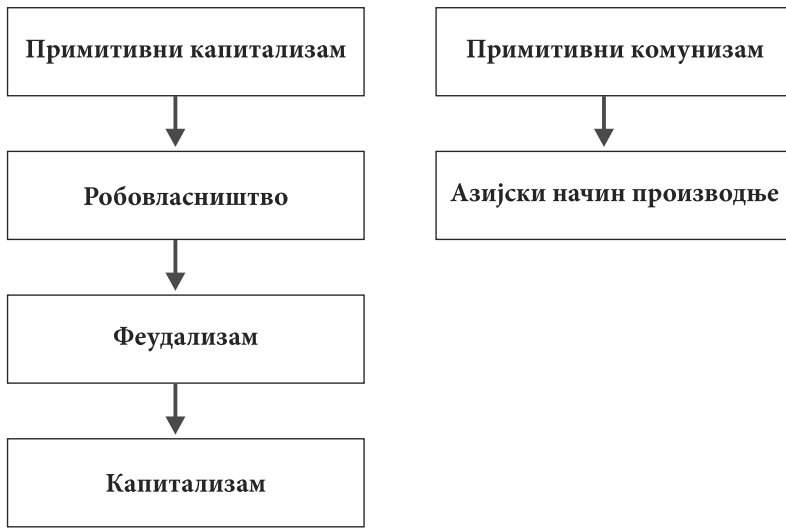 Примитивни капитализам
Робовласништво
Феудализам
Капитализам
Примитивни комунизам
Азијски начин производње